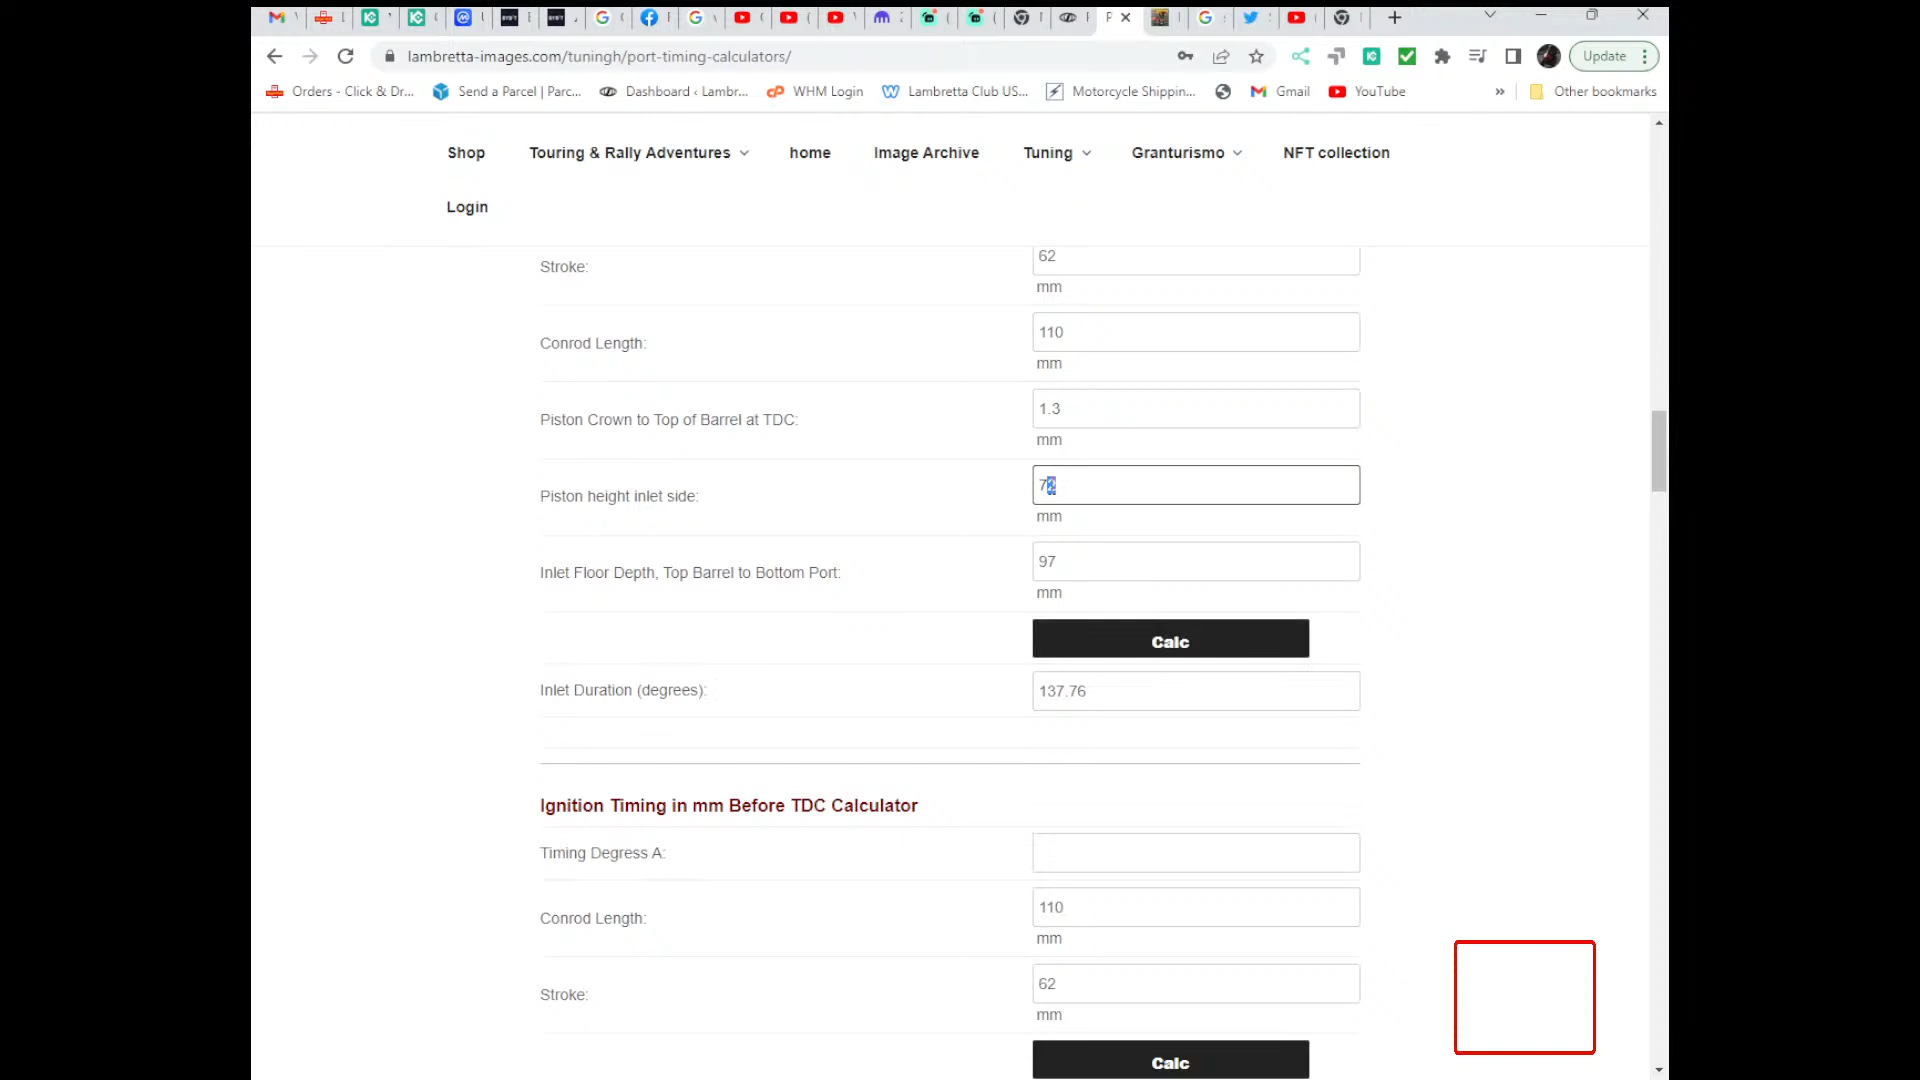 lambretta-images.com/tuningh/port-timing-calculators/
Update
Orders - Click & Dr...
Send a Parcel | Parc...
Dashboard ‹ Lambr...
WHM Login
Lambretta Club US...
Motorcycle Shippin...
Gmail
YouTube
»
Other bookmarks
Shop
Touring & Rally Adventures
home
Image Archive
Tuning
Granturismo
NFT collection
Login
Stroke:
62
mm
Conrod Length:
110
mm
Piston Crown to Top of Barrel at TDC:
1.3
mm
Piston height inlet side:
mm
Inlet Floor Depth, Top Barrel to Bottom Port:
97
mm
Calc
Inlet Duration (degrees):
137.76
Ignition Timing in mm Before TDC Calculator
Timing Degress A:
Conrod Length:
110
mm
Stroke:
62
mm
Calc